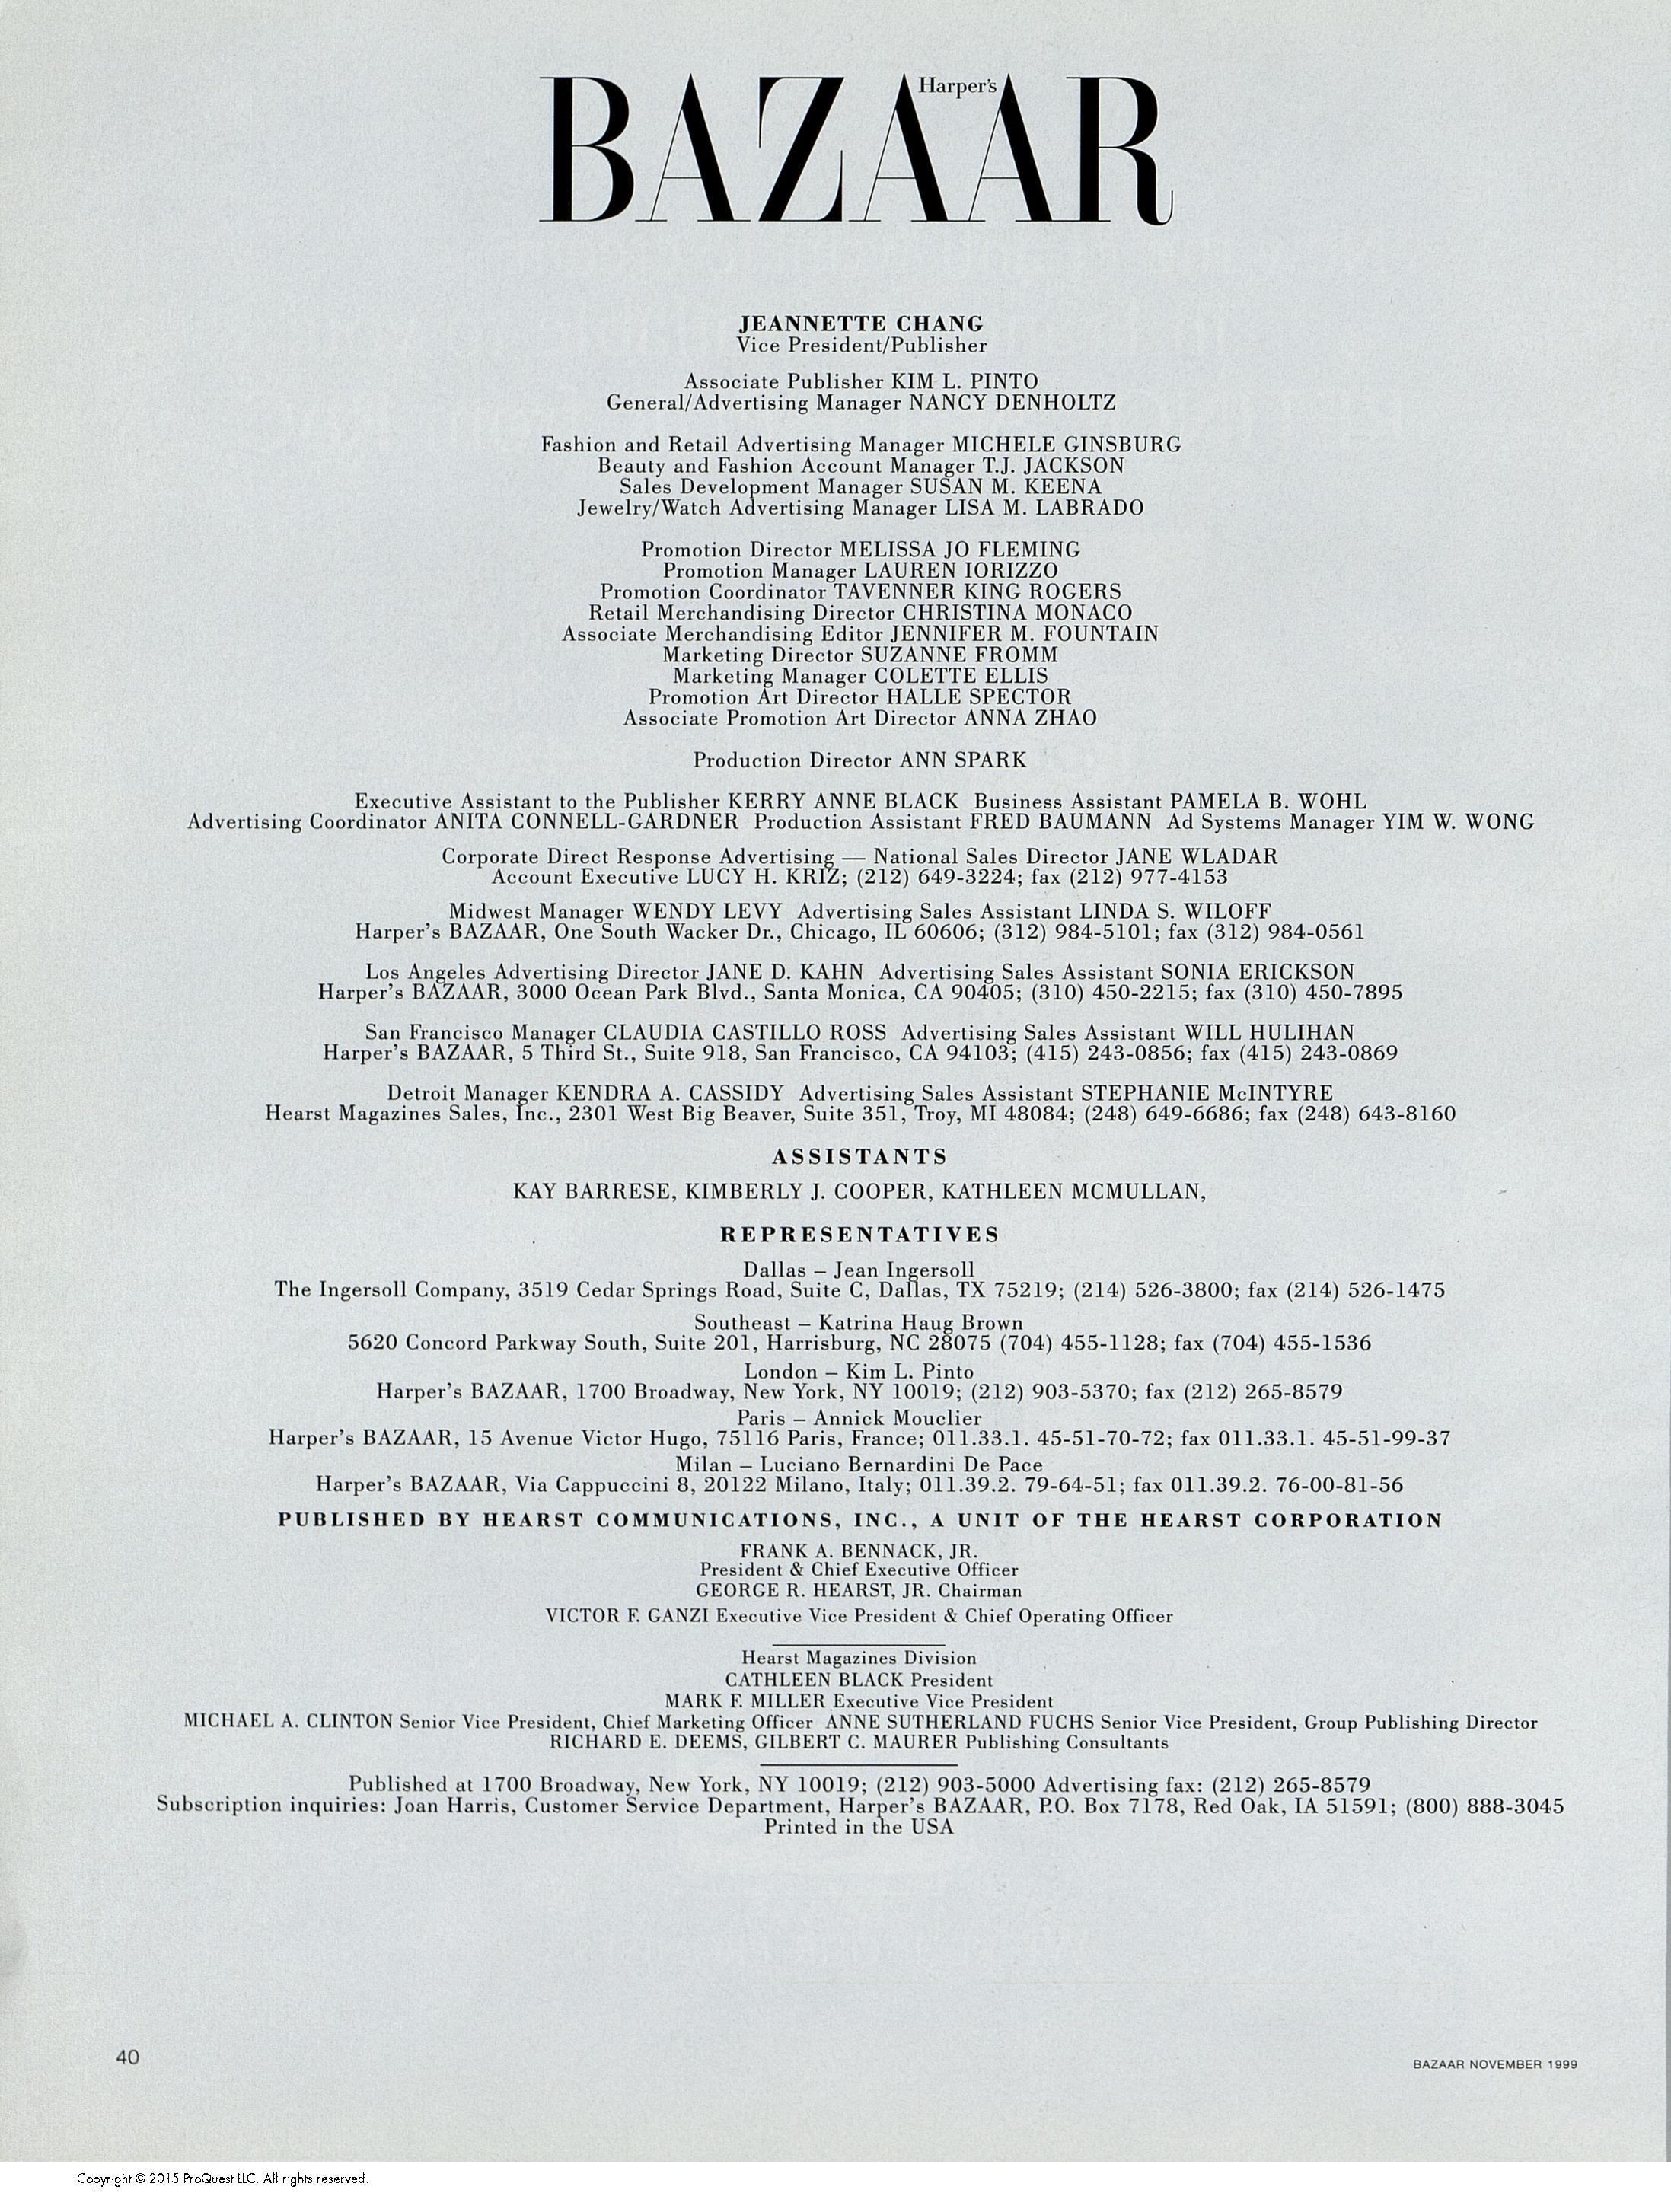 Harper's
BAZAAR
JEANNETTE CHANG
Vice President/Publisher
Associate Publisher KIM L. PINTO
General/Advertising Manager NANCY DENHOLTZ
Fashion and Retail Advertising Manager MICHELE GINSBURG
Beauty and Fashion Account Manager T.J. JACKSON
Sales Development Manager SUSAN M. KEENA
Jewelry/Watch Advertising Manager LISA M. LABRADO
Promotion Director MELISSA JO FLEMING
Promotion Manager LAUREN IORIZZO
Promotion Coordinator TAVENNER KING ROGERS
Retail Merchandising Director CHRISTINA MONACO
Associate Merchandising Editor JENNIFER M. FOUNTAIN
Marketing Director SUZANNE FROMM
Marketing Manager COLETTE ELLIS
Promotion Art Director HALLE SPECTOR
Associate Promotion Art Director ANNA ZHAO
Production Director ANN SPARK
Executive Assistant to the Publisher KERRY ANNE BLACK Business Assistant PAMELA B. WOHL
Advertising Coordinator ANITA CONNELL-GARDNER Production Assistant FRED BAUMANN Ad Systems Manager YIM W. WONG
Corporate Direct Response Advertising — National Sales Director JANE WLADAR
Account Executive LUCY H. KRIZ; (212) 649-3224; fax (212) 977-4153
Midwest Manager WENDY LEVY Advertising Sales Assistant LINDA S. WILOFF
Harper's BAZAAR, One South Wacker Dr., Chicago, IL 60606; (312) 984-5101; fax (312) 984-0561
Los Angeles Advertising Director JANE D. KAHN Advertising Sales Assistant SONIA ERICKSON
Harper's BAZAAR, 3000 Ocean Park Blvd., Santa Monica, CA 90405; (310) 450-2215; fax (310) 450-7895
San Francisco Manager CLAUDIA CASTILLO ROSS Advertising Sales Assistant WILL HULIHAN
Harper's BAZAAR, 5 Third St., Suite 918, San Francisco, CA 94103; (415) 243-0856; fax (415) 243-0869
Detroit Manager KENDRA A. CASSIDY Advertising Sales Assistant STEPHANIE McINTYRE
Hearst Magazines Sales, Inc., 2301 West Big Beaver, Suite 351, Troy, MI 48084; (248) 649-6686; fax (248) 643-8160
ASSISTANTS
KAY BARRESE, KIMBERLY J. COOPER, KATHLEEN MCMULLAN,
REPRESENTATIVES
Dallas – Jean Ingersoll
The Ingersoll Company, 3519 Cedar Springs Road, Suite C, Dallas, TX 75219; (214) 526-3800; fax (214) 526-1475
Southeast – Katrina Haug Brown
5620 Concord Parkway South, Suite 201, Harrisburg, NC 28075 (704) 455-1128; fax (704) 455-1536
London – Kim L. Pinto
Harper's BAZAAR, 1700 Broadway, New York, NY 10019; (212) 903-5370; fax (212) 265-8579
Paris – Annick Mouclier
Harper's BAZAAR, 15 Avenue Victor Hugo, 75116 Paris, France; 011.33.1. 45-51-70-72; fax 011.33.1. 45-51-99-37
Milan – Luciano Bernardini De Pace
Harper's BAZAAR, Via Cappuccini 8, 20122 Milano, Italy; 011.39.2. 79-64-51; fax 011.39.2. 76-00-81-56
PUBLISHED BY HEARST COMMUNICATIONS, INC., A UNIT OF THE HEARST CORPORATION
FRANK A. BENNACK, JR.
President & Chief Executive Officer
GEORGE R. HEARST, JR. Chairman
VICTOR F. GANZI Executive Vice President & Chief Operating Officer
Hearst Magazines Division
CATHLEEN BLACK President
MARK F. MILLER Executive Vice President
MICHAEL A. CLINTON Senior Vice President, Chief Marketing Officer ANNE SUTHERLAND FUCHS Senior Vice President, Group Publishing Director
RICHARD E. DEEMS, GILBERT C. MAURER Publishing Consultants
Published at 1700 Broadway, New York, NY 10019; (212) 903-5000 Advertising fax: (212) 265-8579
Subscription inquiries: Joan Harris, Customer Service Department, Harper's BAZAAR, P.O. Box 7178, Red Oak, IA 51591; (800) 888-3045
Printed in the USA
40
BAZAAR NOVEMBER 1999
Copyright © 2015 ProQuest LLC. All rights reserved.